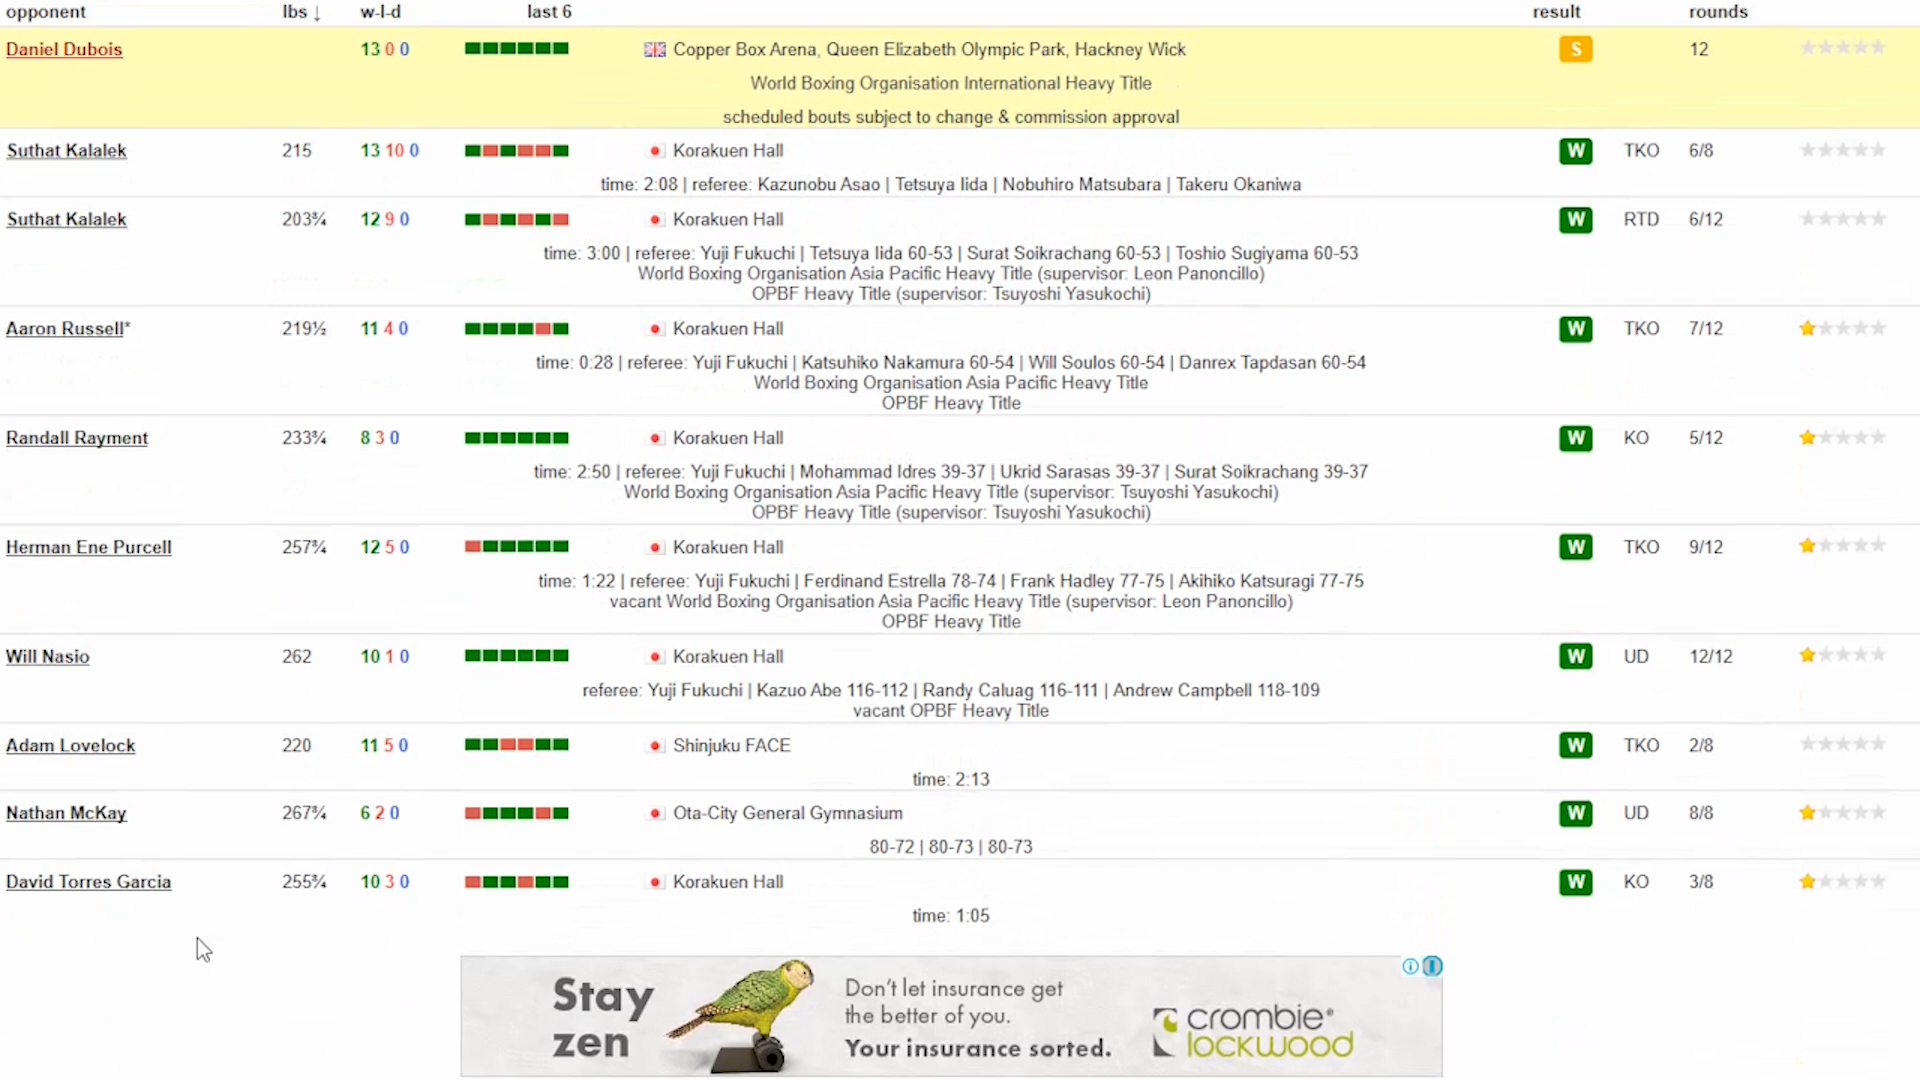 opponent lbs ↓ w-l-d last 6 result rounds
Daniel Dubois 13 0 0 Copper Box Arena, Queen Elizabeth Olympic Park, Hackney Wick S 12
World Boxing Organisation International Heavy Title
scheduled bouts subject to change & commission approval
Suthat Kalalek 215 13 10 0 Korakuen Hall W TKO 6/8
time: 2:08 | referee: Kazunobu Asao | Tetsuya Iida | Nobuhiro Matsubara | Takeru Okaniwa
Suthat Kalalek 203¾ 12 9 0 Korakuen Hall W RTD 6/12
time: 3:00 | referee: Yuji Fukuchi | Tetsuya Iida 60-53 | Surat Soikrachang 60-53 | Toshio Sugiyama 60-53
World Boxing Organisation Asia Pacific Heavy Title (supervisor: Leon Panoncillo)
OPBF Heavy Title (supervisor: Tsuyoshi Yasukochi)
Aaron Russell* 219½ 11 4 0 Korakuen Hall W TKO 7/12
time: 0:28 | referee: Yuji Fukuchi | Katsuhiko Nakamura 60-54 | Will Soulos 60-54 | Danrex Tapdasan 60-54
World Boxing Organisation Asia Pacific Heavy Title
OPBF Heavy Title
Randall Rayment 233¾ 8 3 0 Korakuen Hall W KO 5/12
time: 2:50 | referee: Yuji Fukuchi | Mohammad Idres 39-37 | Ukrid Sarasas 39-37 | Surat Soikrachang 39-37
World Boxing Organisation Asia Pacific Heavy Title (supervisor: Tsuyoshi Yasukochi)
OPBF Heavy Title (supervisor: Tsuyoshi Yasukochi)
Herman Ene Purcell 257¾ 12 5 0 Korakuen Hall W TKO 9/12
time: 1:22 | referee: Yuji Fukuchi | Ferdinand Estrella 78-74 | Frank Hadley 77-75 | Akihiko Katsuragi 77-75
vacant World Boxing Organisation Asia Pacific Heavy Title (supervisor: Leon Panoncillo)
OPBF Heavy Title
Will Nasio 262 10 1 0 Korakuen Hall W UD 12/12
referee: Yuji Fukuchi | Kazuo Abe 116-112 | Randy Caluag 116-111 | Andrew Campbell 118-109
vacant OPBF Heavy Title
Adam Lovelock 220 11 5 0 Shinjuku FACE W TKO 2/8
time: 2:13
Nathan McKay 267¾ 6 2 0 Ota-City General Gymnasium W UD 8/8
80-72 | 80-73 | 80-73
David Torres Garcia 255¾ 10 3 0 Korakuen Hall W KO 3/8
time: 1:05
Stay
zen
Don't let insurance get
the better of you.
Your insurance sorted.
crombie
lockwood